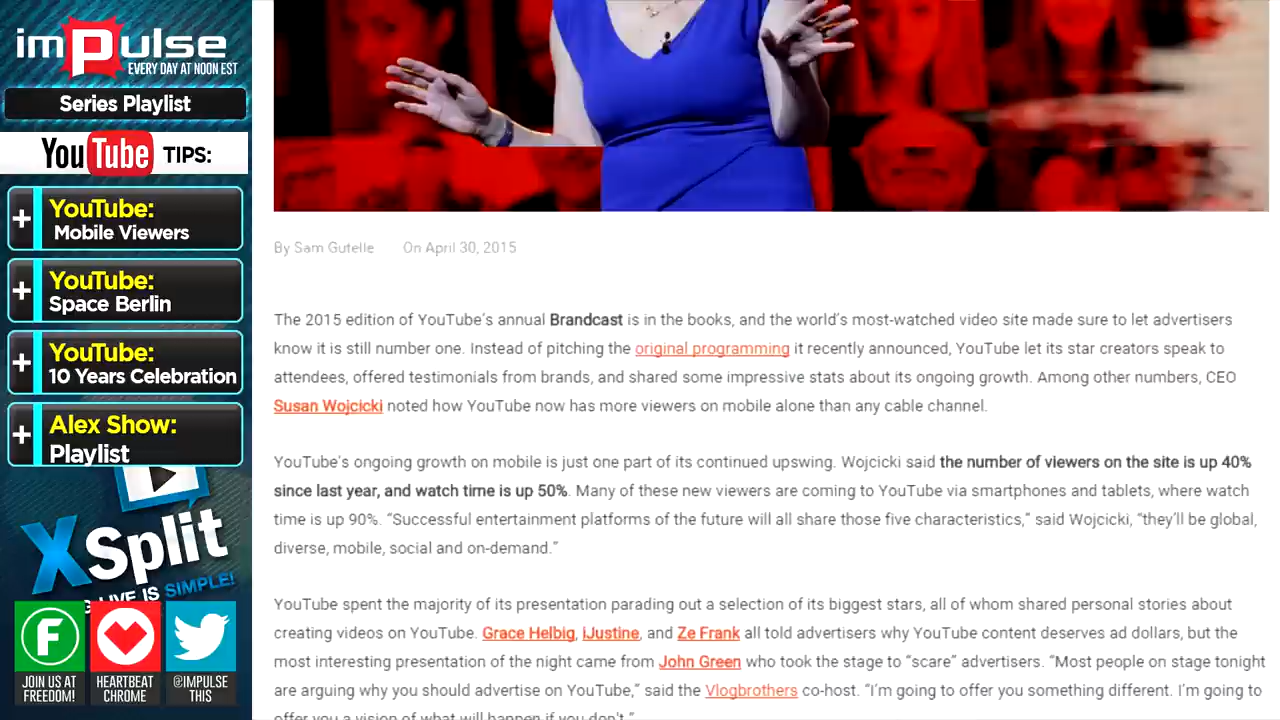 imPulse
EVERY DAY AT NOON EST
Series Playlist
YouTube TIPS:
+ YouTube:
Mobile Viewers
+ YouTube:
Space Berlin
+ YouTube:
10 Years Celebration
+ Alex Show:
Playlist
XSplit
LIVE IS SIMPLE!
F
JOIN US AT
FREEDOM!
HEARTBEAT
CHROME
@IMPULSE
THIS
By Sam Gutelle On April 30, 2015
The 2015 edition of YouTube's annual Brandcast is in the books, and the world's most-watched video site made sure to let advertisers
know it is still number one. Instead of pitching the original programming it recently announced, YouTube let its star creators speak to
attendees, offered testimonials from brands, and shared some impressive stats about its ongoing growth. Among other numbers, CEO
Susan Wojcicki noted how YouTube now has more viewers on mobile alone than any cable channel.
YouTube's ongoing growth on mobile is just one part of its continued upswing. Wojcicki said the number of viewers on the site is up 40%
since last year, and watch time is up 50%. Many of these new viewers are coming to YouTube via smartphones and tablets, where watch
time is up 90%. “Successful entertainment platforms of the future will all share those five characteristics,” said Wojcicki, “they'll be global,
diverse, mobile, social and on-demand.”
YouTube spent the majority of its presentation parading out a selection of its biggest stars, all of whom shared personal stories about
creating videos on YouTube. Grace Helbig, iJustine, and Ze Frank all told advertisers why YouTube content deserves ad dollars, but the
most interesting presentation of the night came from John Green who took the stage to “scare” advertisers. “Most people on stage tonight
are arguing why you should advertise on YouTube,” said the Vlogbrothers co-host. “I'm going to offer you something different. I'm going to
offer you a vision of what will happen if you don't.”